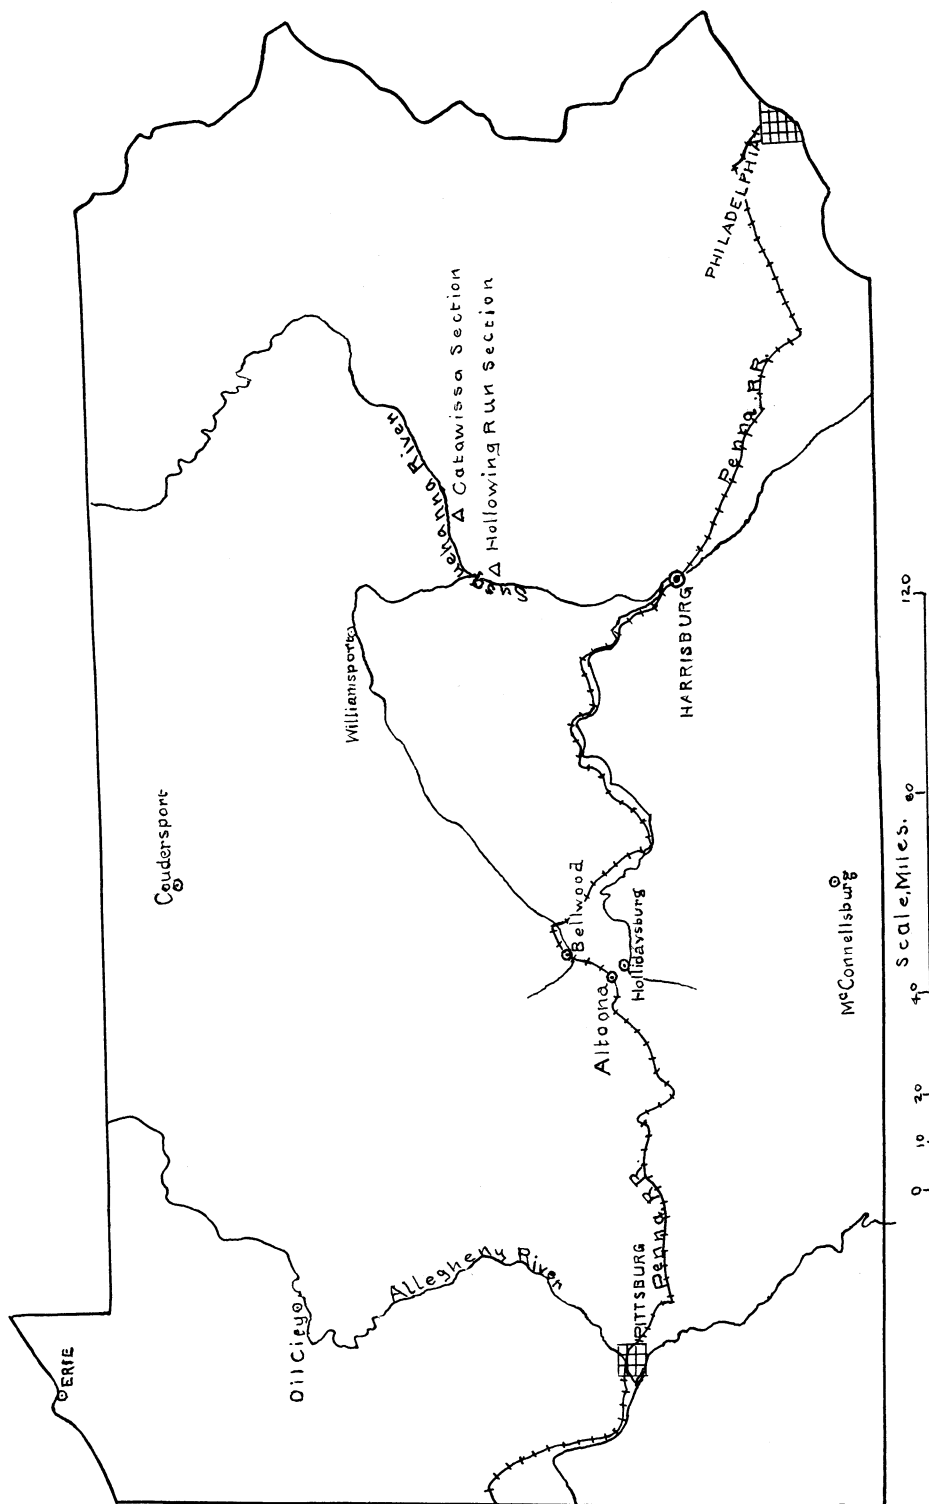 ERIE
Oil City
Allegheny River
PITTSBURG
Penna. R.R.
Coudersport
Williamsport
Bellwood
Altoona
Hollidaysburg
McConnellsburg
Susquehanna River
Catawissa Section
Hollowing Run Section
HARRISBURG
Penna. R.R.
PHILADELPHIA
0 10 20 40 80 120
Scale, Miles.